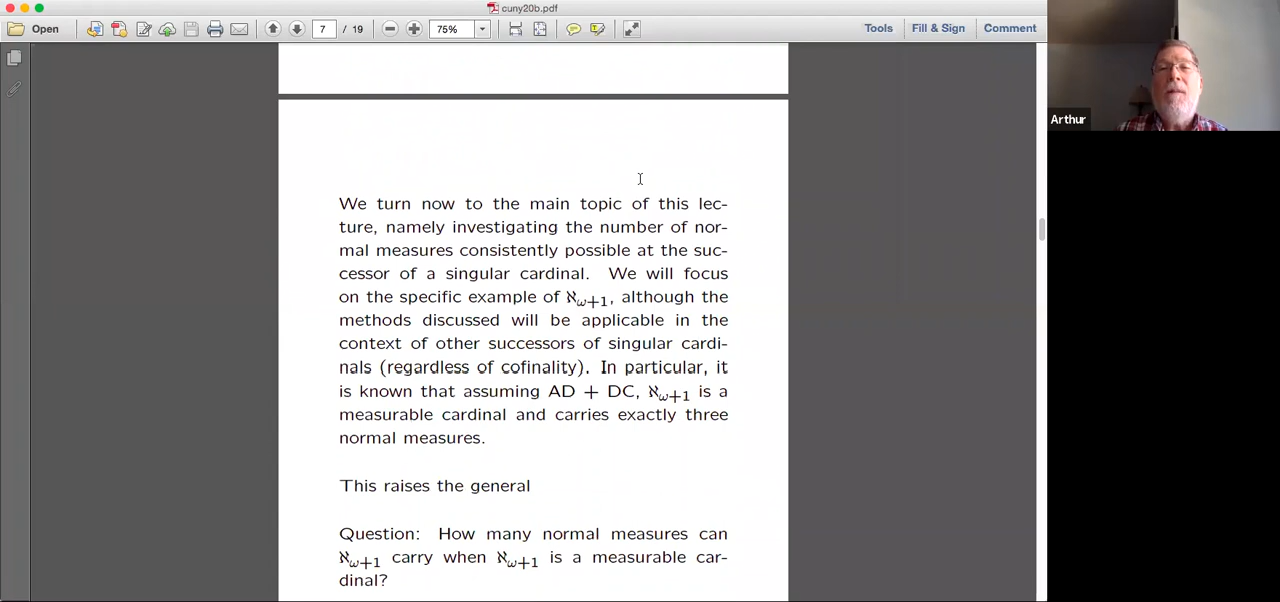 cuny20b.pdf
Open
7 / 19
75%
Tools
Fill & Sign
Comment
Arthur
We turn now to the main topic of this lec-
ture, namely investigating the number of nor-
mal measures consistently possible at the suc-
cessor of a singular cardinal. We will focus
on the specific example of ℵω+1, although the
methods discussed will be applicable in the
context of other successors of singular cardi-
nals (regardless of cofinality). In particular, it
is known that assuming AD + DC, ℵω+1 is a
measurable cardinal and carries exactly three
normal measures.
This raises the general
Question: How many normal measures can
ℵω+1 carry when ℵω+1 is a measurable car-
dinal?